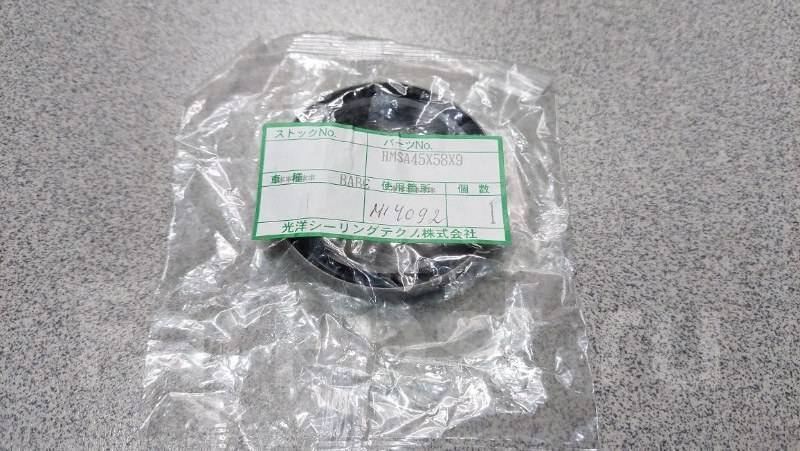 ストックNo.
パーツNo.
HMSA45X58X9
車種
BABE
使用箇所
個数
M14092
1
光洋シーリングテクノ株式会社